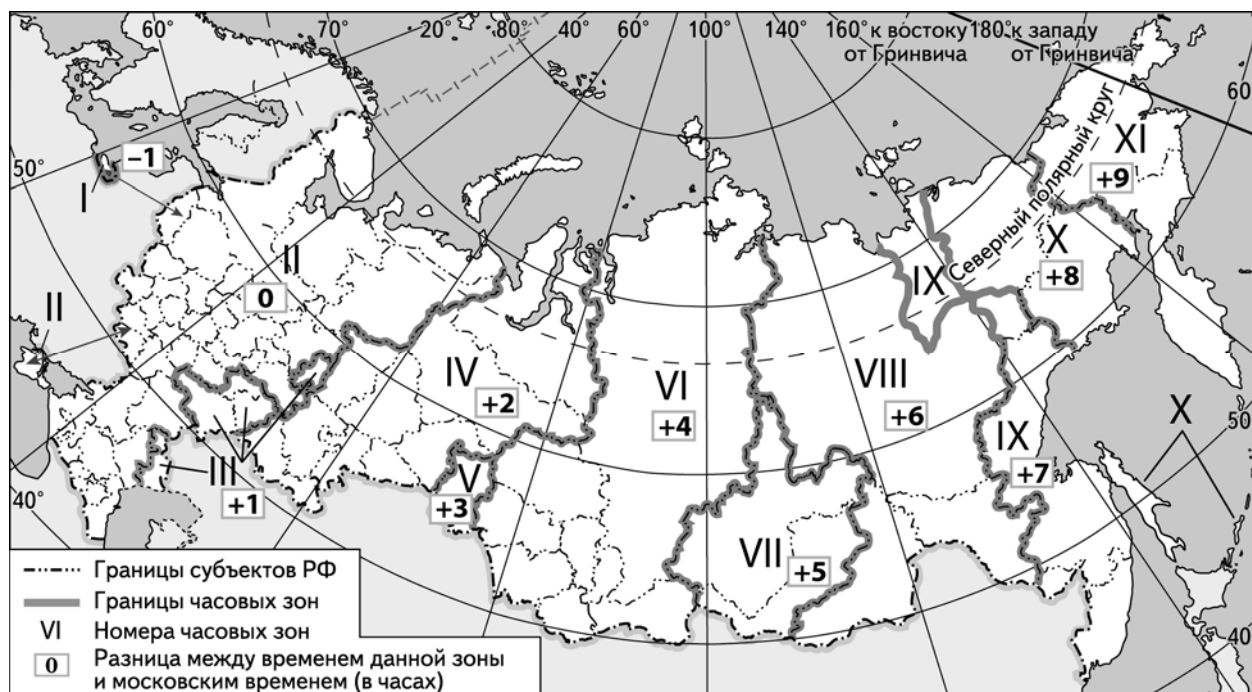 60° 70° 20° 80° 40° 60° 80° 100° 120° 140° 160° к востоку от Гринвича 180° к западу от Гринвича
60°
50°
–1
I
Северный полярный круг
XI
+9
II
0
IX
X
+8
II
IV
+2
VI
+4
VIII
+6
X
50°
IX
+7
III
+1
V
+3
40°
VII
+5
40°
Границы субъектов РФ
Границы часовых зон
VI Номера часовых зон
0 Разница между временем данной зоны
и московским временем (в часах)